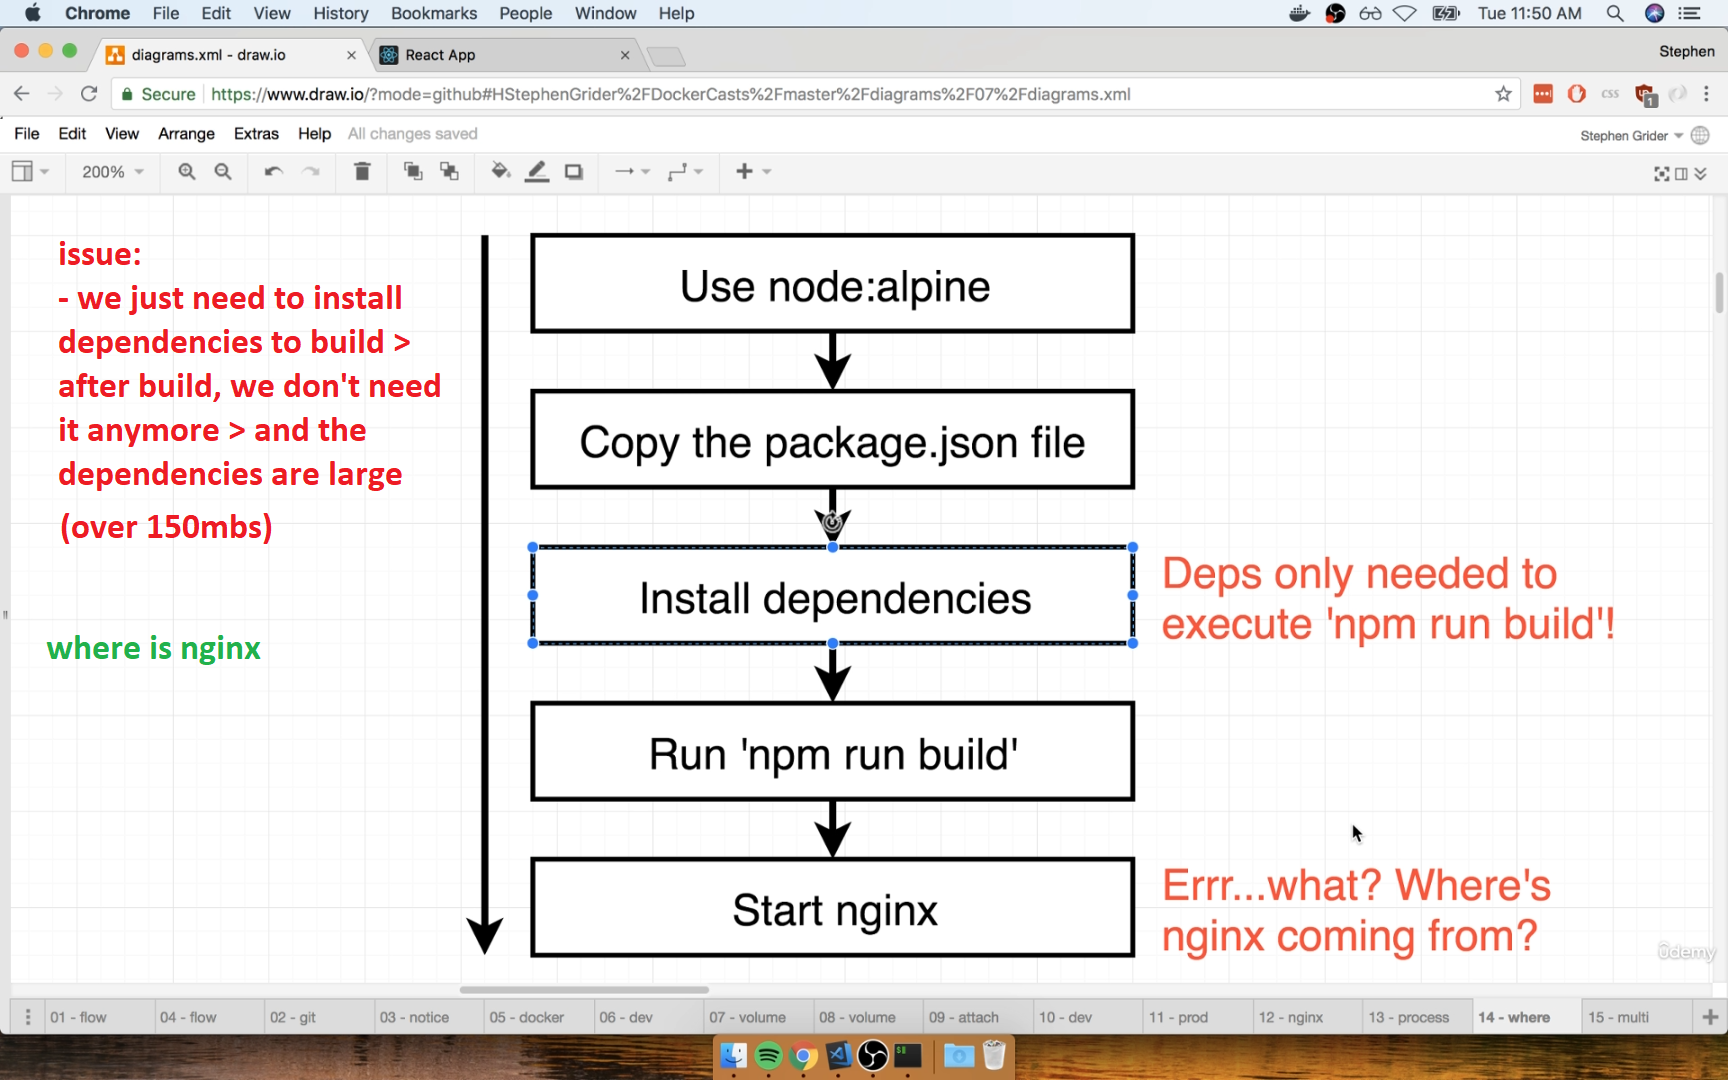 Chrome File Edit View History Bookmarks People Window Help Tue 11:50 AM
diagrams.xml - draw.io React App Stephen
Secure https://www.draw.io/?mode=github#HStephenGrider%2FDockerCasts%2Fmaster%2Fdiagrams%2F07%2Fdiagrams.xml css 1
File Edit View Arrange Extras Help All changes saved Stephen Grider
200%
issue:
- we just need to install
dependencies to build >
after build, we don't need
it anymore > and the
dependencies are large
(over 150mbs)
where is nginx
Use node:alpine
Copy the package.json file
Install dependencies
Run 'npm run build'
Start nginx
Deps only needed to
execute 'npm run build'!
Errr...what? Where's
nginx coming from?
ûdemy
01 - flow 04 - flow 02 - git 03 - notice 05 - docker 06 - dev 07 - volume 08 - volume 09 - attach 10 - dev 11 - prod 12 - nginx 13 - process 14 - where 15 - multi